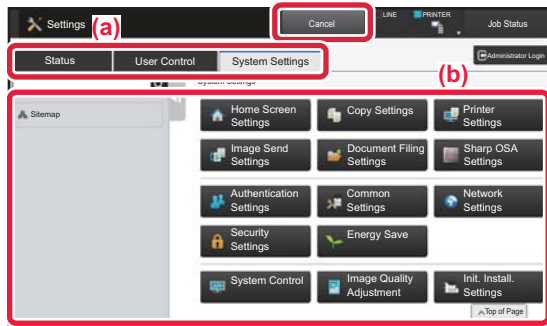 Settings
(a)
Cancel
LINE
PRINTER
Job Status
Status
User Control
System Settings
Administrator Login
(b)
System Settings
Sitemap
Home Screen
Settings
Copy Settings
Printer
Settings
Image Send
Settings
Document Filing
Settings
Sharp OSA
Settings
Authentication
Settings
Common
Settings
Network
Settings
Security
Settings
Energy Save
System Control
Image Quality
Adjustment
Init. Install.
Settings
Top of Page